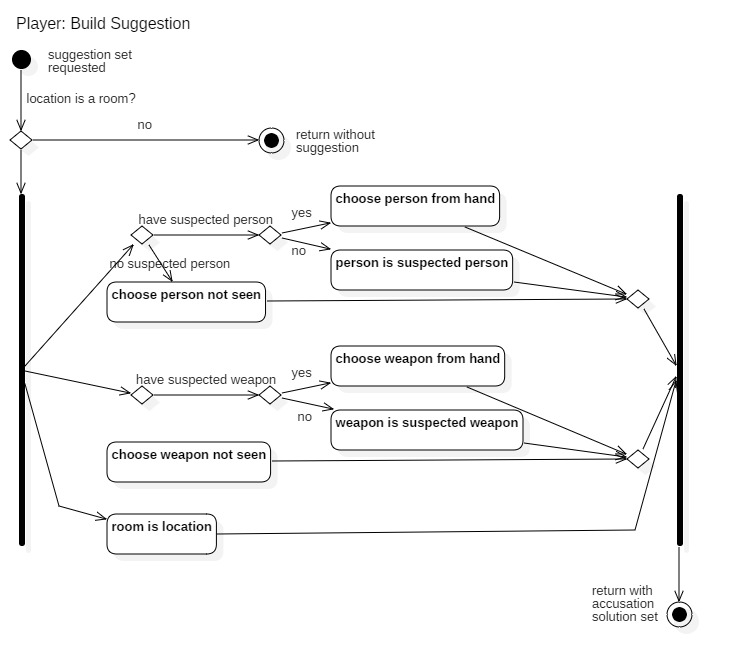 Player: Build Suggestion
suggestion set
requested
location is a room?
no
return without
suggestion
have suspected person
yes
choose person from hand
no
person is suspected person
no suspected person
choose person not seen
have suspected weapon
yes
choose weapon from hand
no
weapon is suspected weapon
choose weapon not seen
room is location
return with
accusation
solution set